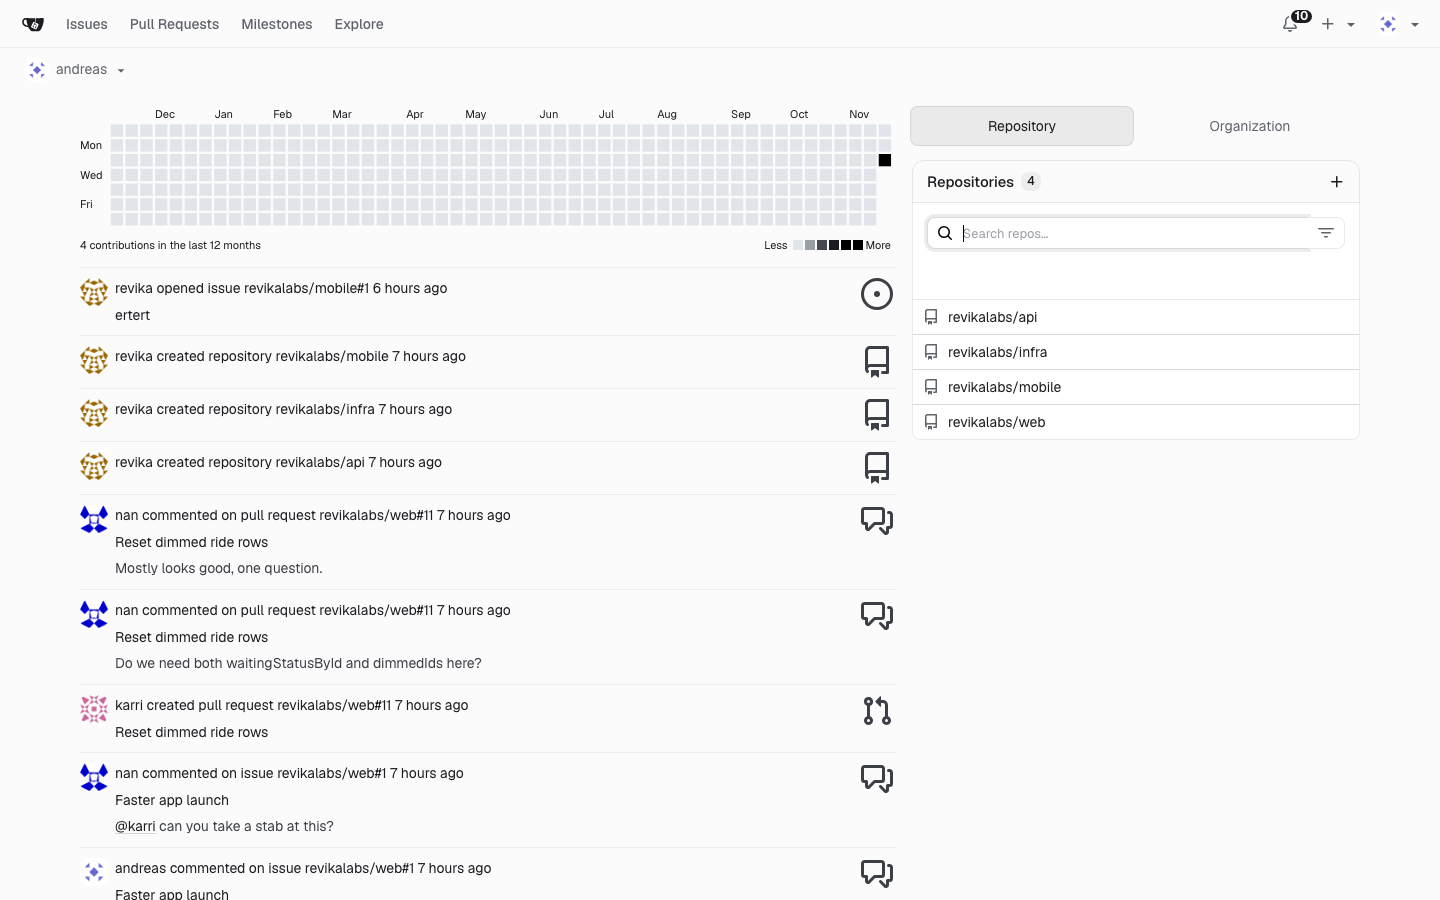 Issues Pull Requests Milestones Explore 10
andreas
Dec Jan Feb Mar Apr May Jun Jul Aug Sep Oct Nov
Mon
Wed
Fri
4 contributions in the last 12 months Less More
revika opened issue revikalabs/mobile#1 6 hours ago
ertert
revika created repository revikalabs/mobile 7 hours ago
revika created repository revikalabs/infra 7 hours ago
revika created repository revikalabs/api 7 hours ago
nan commented on pull request revikalabs/web#11 7 hours ago
Reset dimmed ride rows
Mostly looks good, one question.
nan commented on pull request revikalabs/web#11 7 hours ago
Reset dimmed ride rows
Do we need both waitingStatusById and dimmedIds here?
karri created pull request revikalabs/web#11 7 hours ago
Reset dimmed ride rows
nan commented on issue revikalabs/web#1 7 hours ago
Faster app launch
@karri can you take a stab at this?
andreas commented on issue revikalabs/web#1 7 hours ago
Faster app launch
Repository Organization
Repositories 4
Search repos...
revikalabs/api
revikalabs/infra
revikalabs/mobile
revikalabs/web